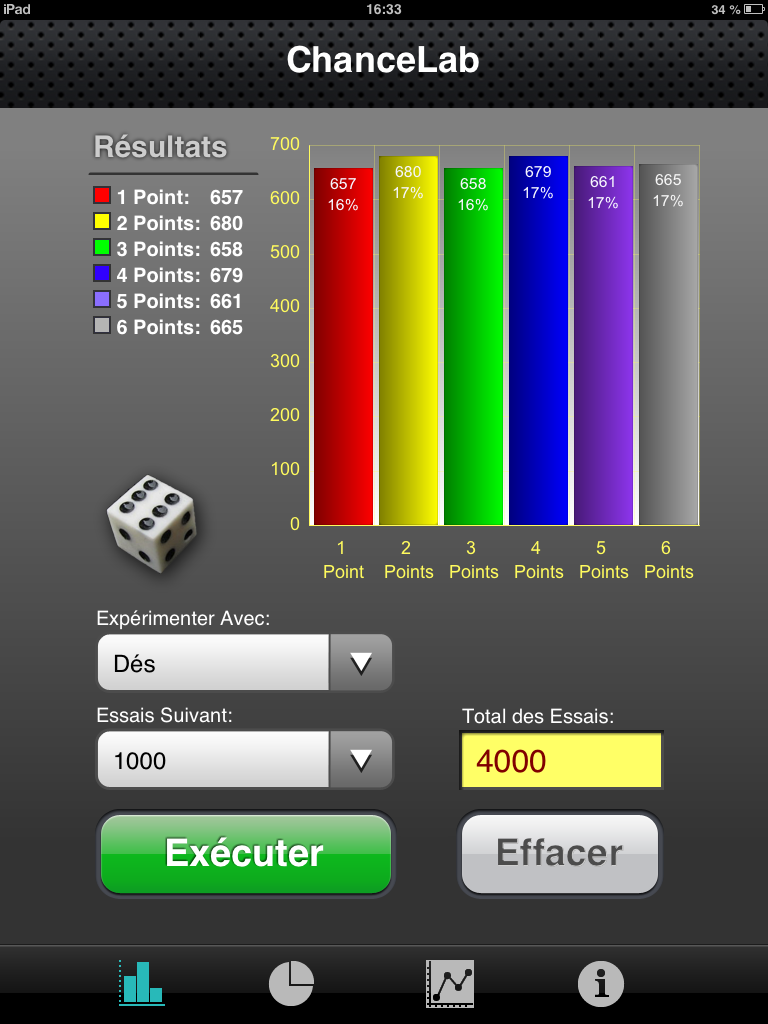 iPad 16:33 34 %
ChanceLab
Résultats
1 Point: 657
2 Points: 680
3 Points: 658
4 Points: 679
5 Points: 661
6 Points: 665
700
600
500
400
300
200
100
0
657
16%
680
17%
658
16%
679
17%
661
17%
665
17%
1 2 3 4 5 6
Point Points Points Points Points Points
Expérimenter Avec:
Dés
Essais Suivant:
1000
Total des Essais:
4000
Exécuter
Effacer